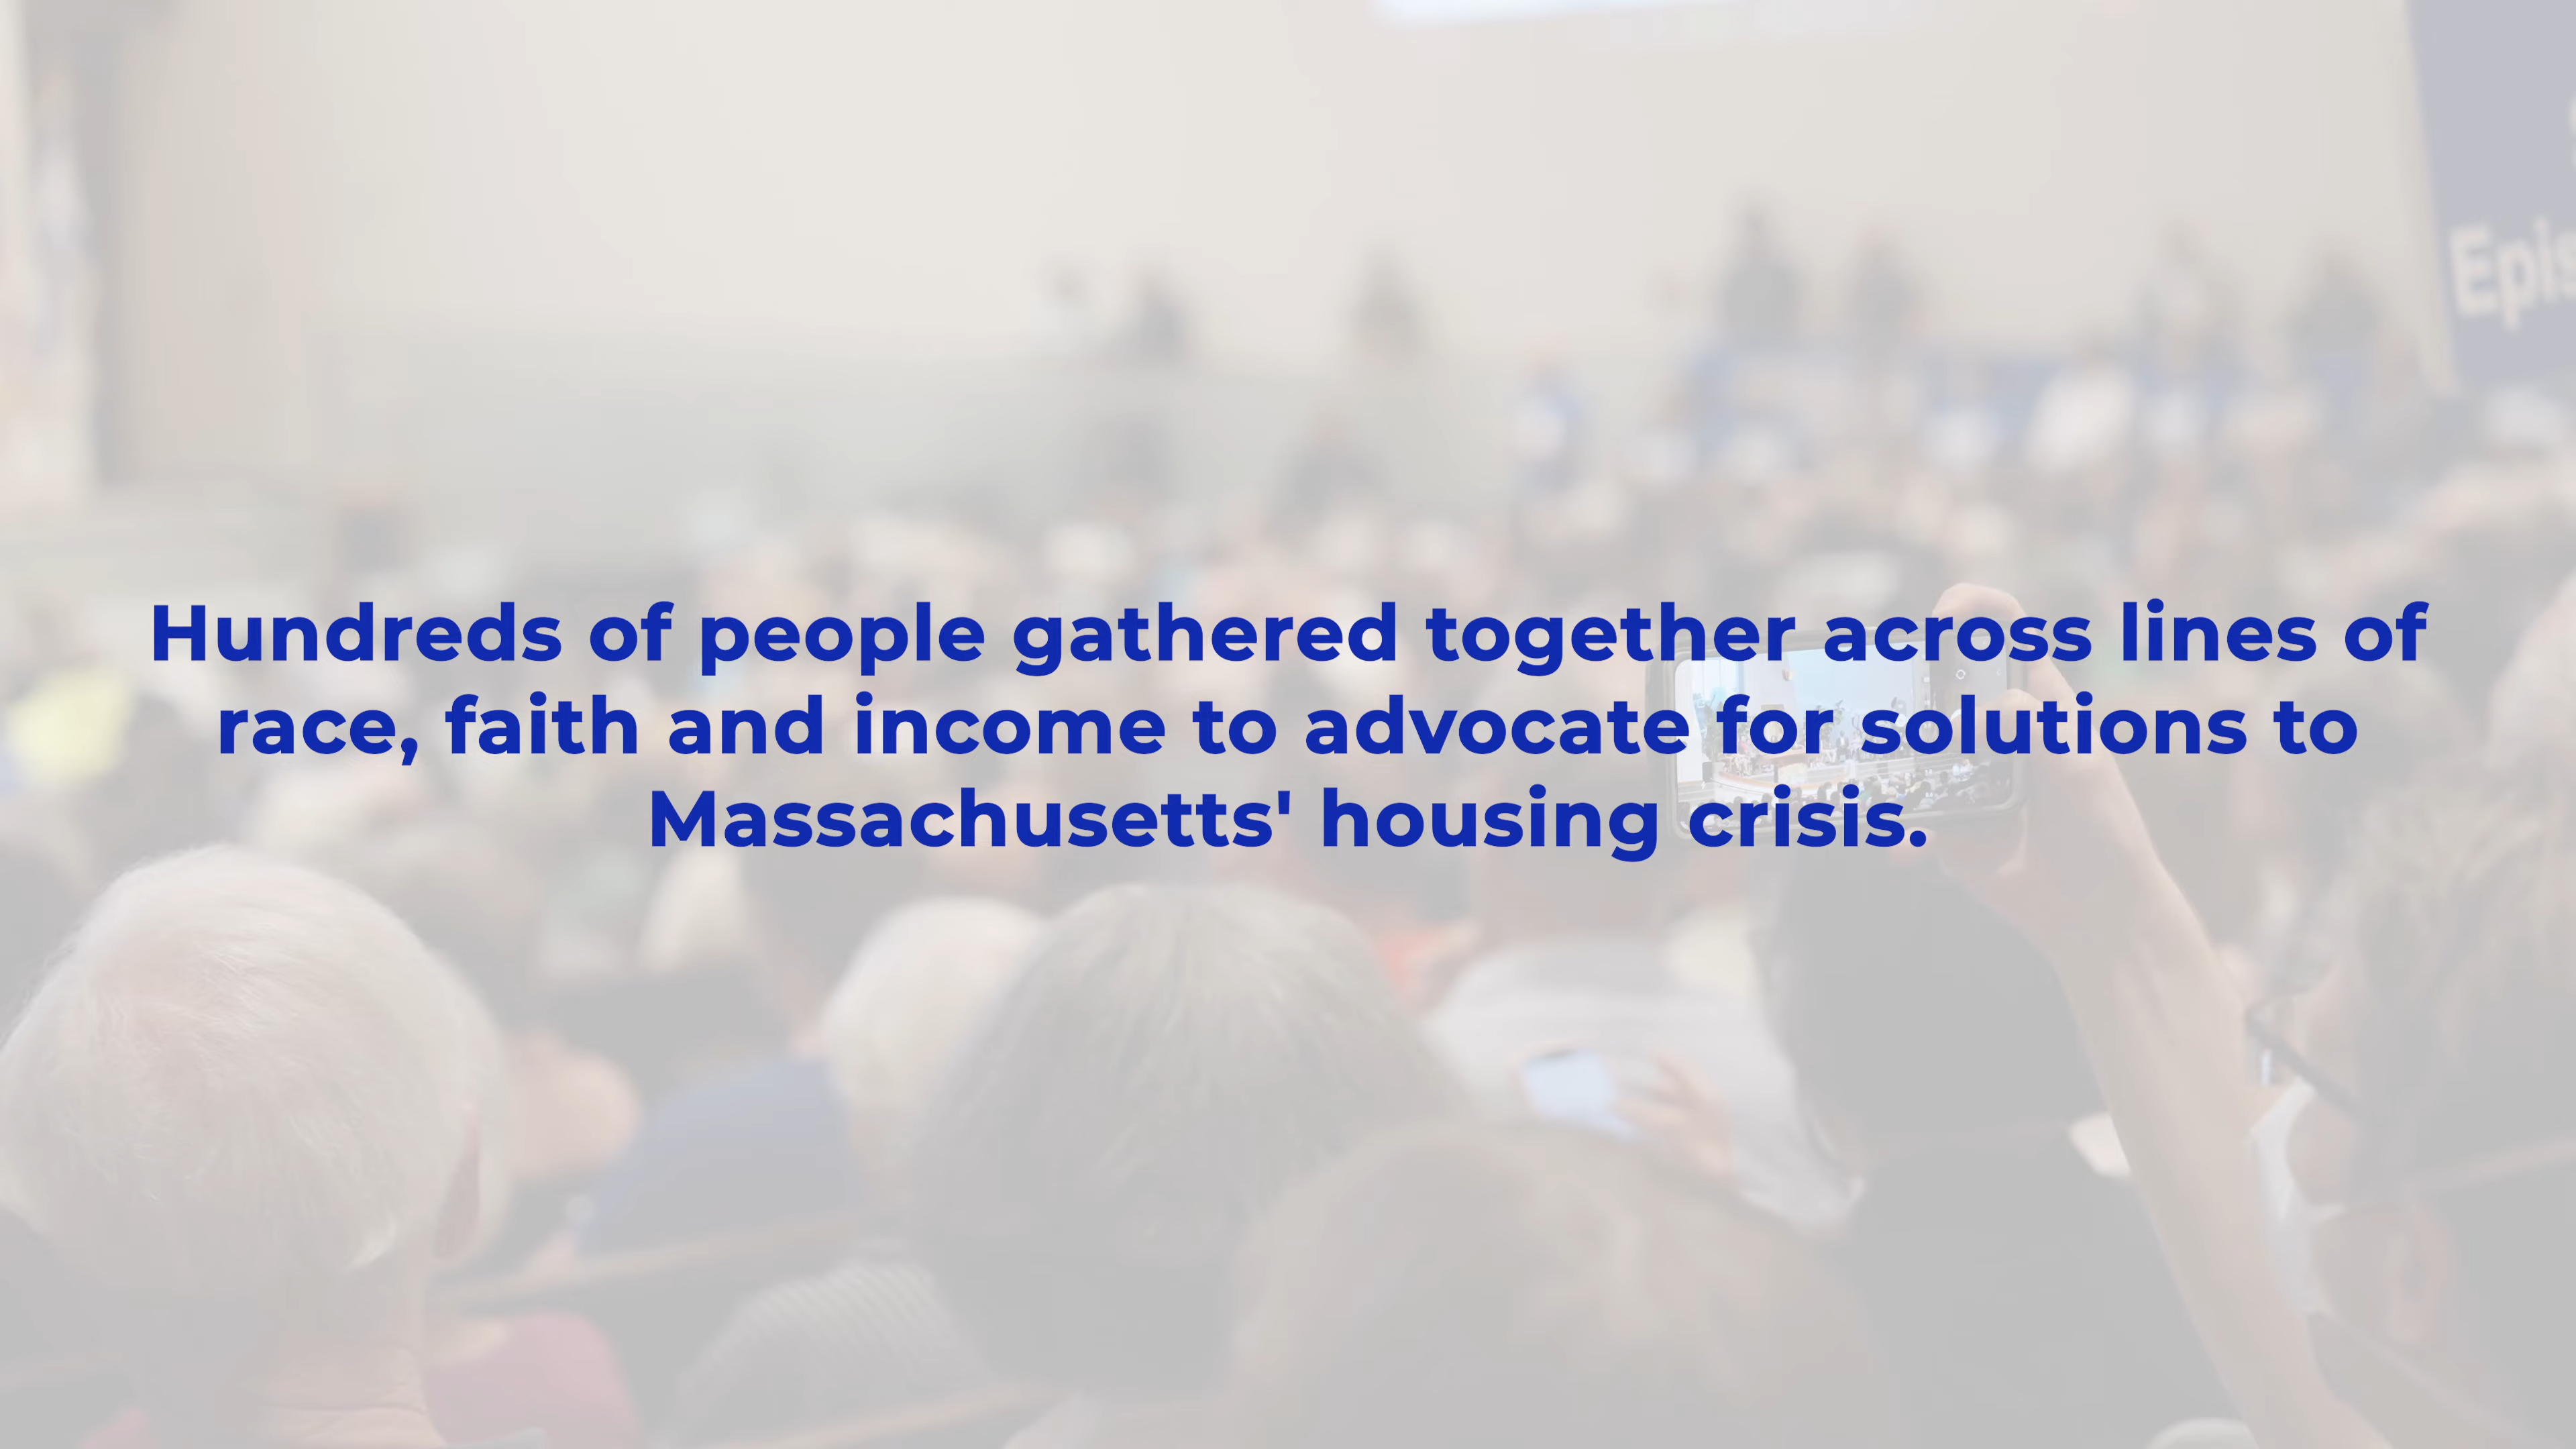 Epis
Hundreds of people gathered together across lines of
race, faith and income to advocate for solutions to
Massachusetts' housing crisis.